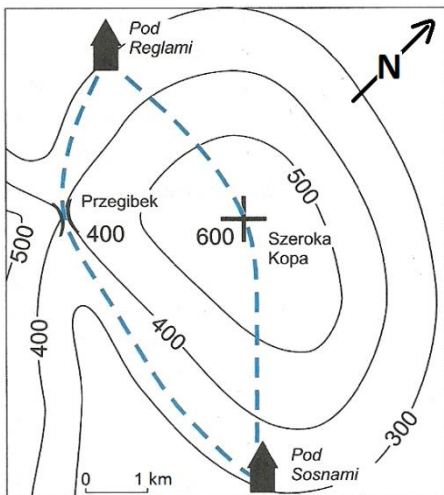 Pod
Reglami
N
500
Przegibek
400
600
Szeroka
Kopa
500
400
400
300
Pod
Sosnami
0 1 km